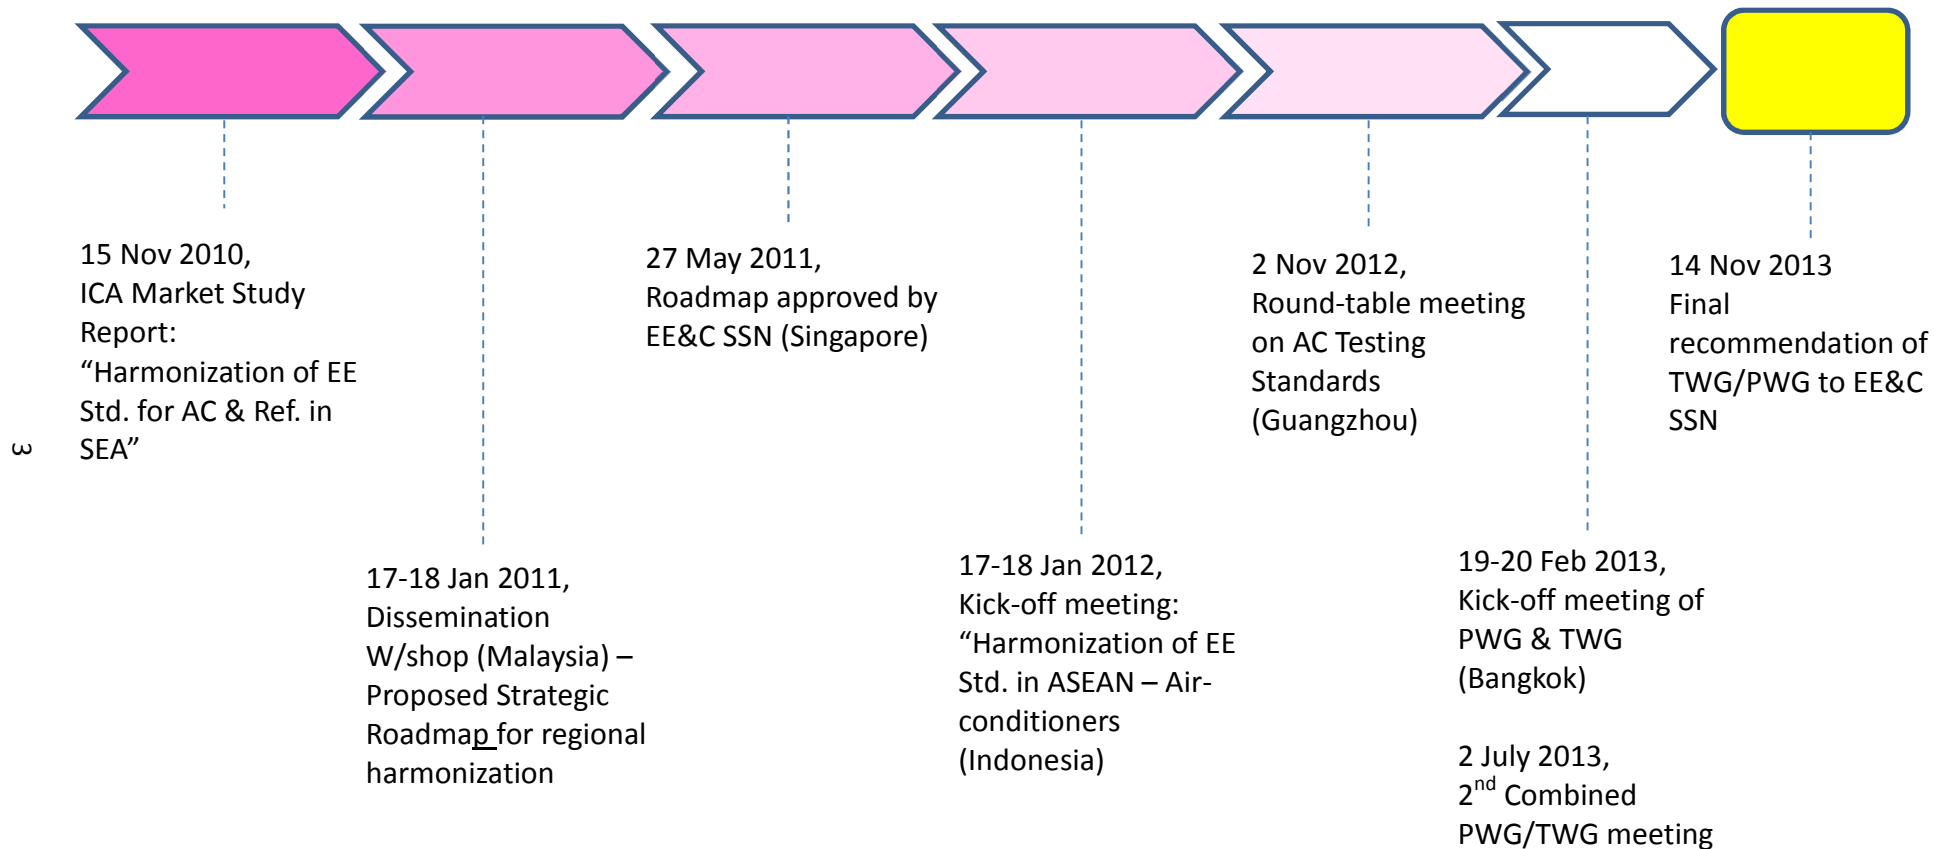 15 Nov 2010,
ICA Market Study
Report:
“Harmonization of EE
Std. for AC & Ref. in
SEA”
17-18 Jan 2011,
Dissemination
W/shop (Malaysia) –
Proposed Strategic
Roadmap for regional
harmonization
27 May 2011,
Roadmap approved by
EE&C SSN (Singapore)
17-18 Jan 2012,
Kick-off meeting:
“Harmonization of EE
Std. in ASEAN – Air-
conditioners
(Indonesia)
2 Nov 2012,
Round-table meeting
on AC Testing
Standards
(Guangzhou)
19-20 Feb 2013,
Kick-off meeting of
PWG & TWG
(Bangkok)
2 July 2013,
2nd Combined
PWG/TWG meeting
14 Nov 2013
Final
recommendation of
TWG/PWG to EE&C
SSN
3